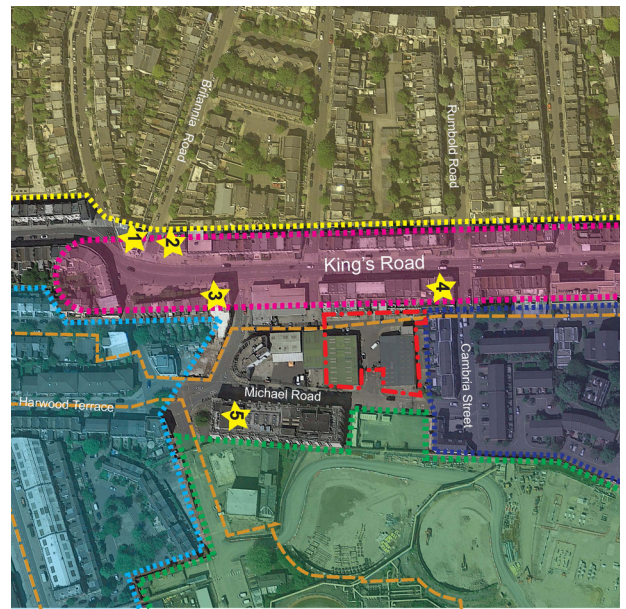 Britannia Road
Rumbold Road
1
2
King's Road
3
4
Cambria Street
Michael Road
Harwood Terrace
5